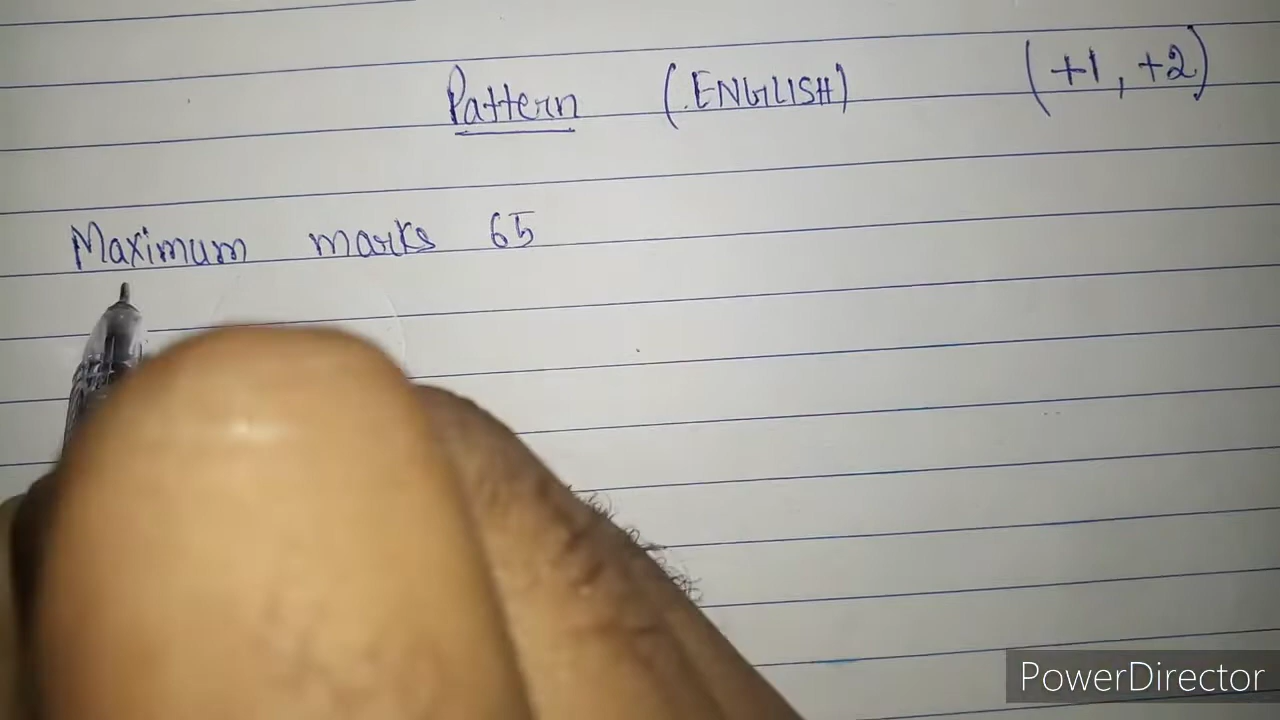 Pattern (ENGLISH) (+1, +2)
Maximum marks 65
PowerDirector